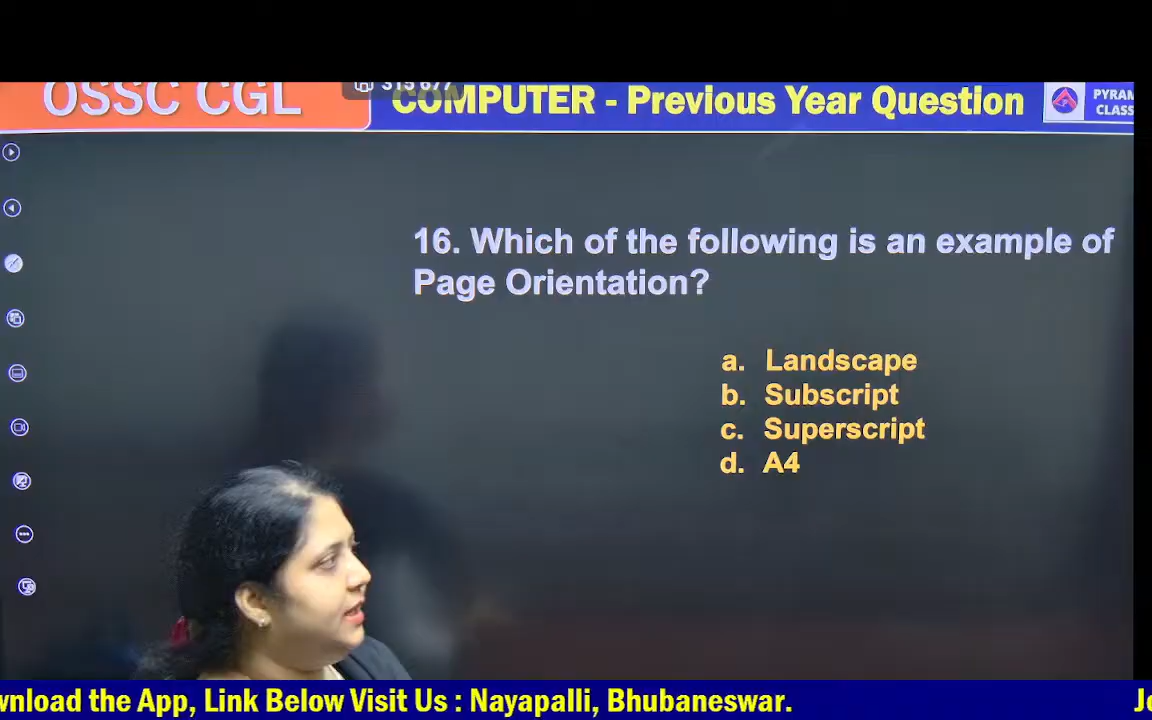 OSSC CGL
COMPUTER - Previous Year Question
16. Which of the following is an example of
Page Orientation?
a. Landscape
b. Subscript
c. Superscript
d. A4
the App, Link Below Visit Us : Nayapalli, Bhubaneswar.